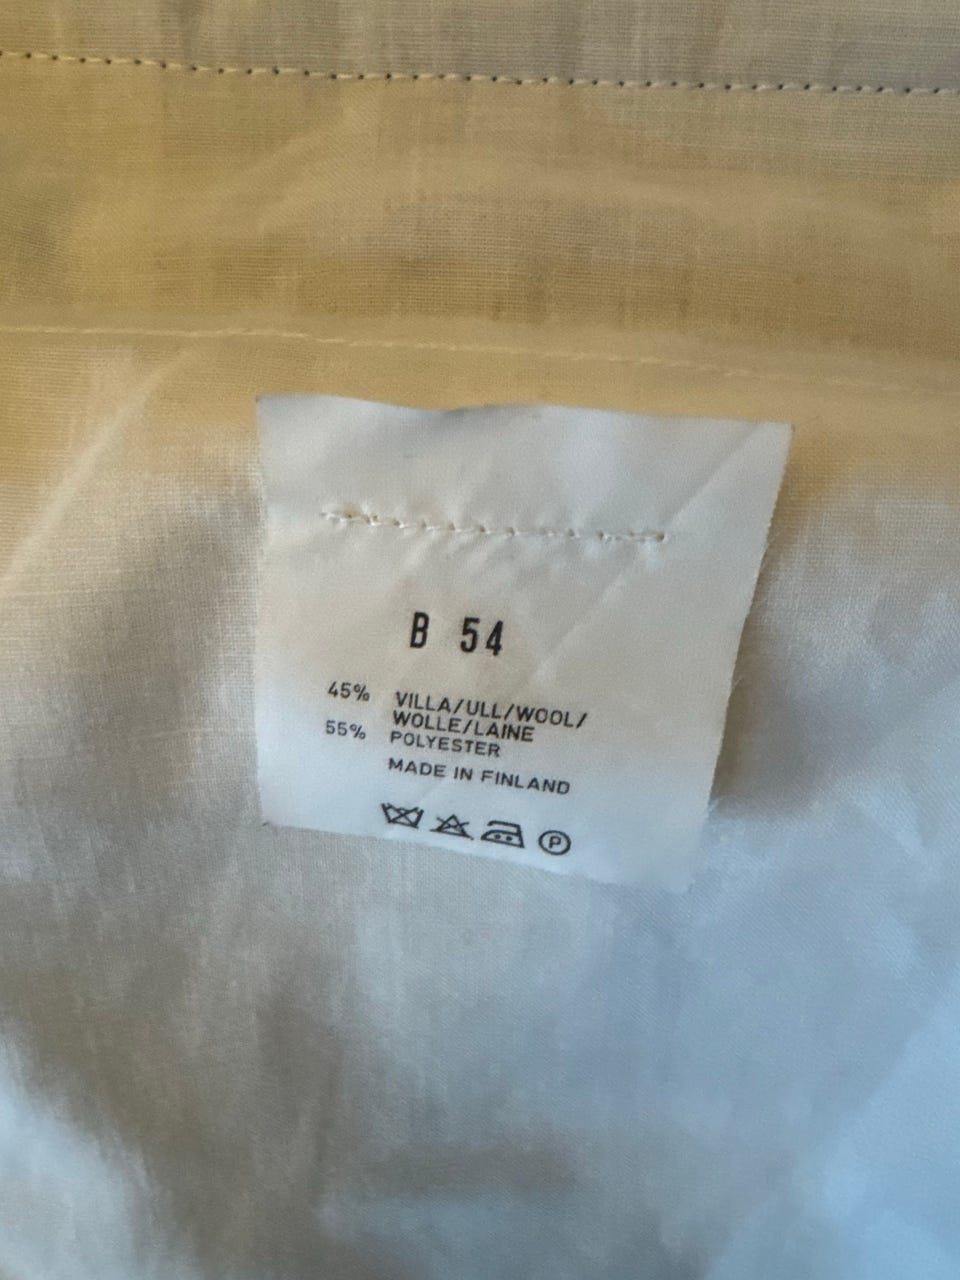 B 54
45% VILLA/ULL/WOOL/
WOLLE/LAINE
55% POLYESTER
MADE IN FINLAND
P